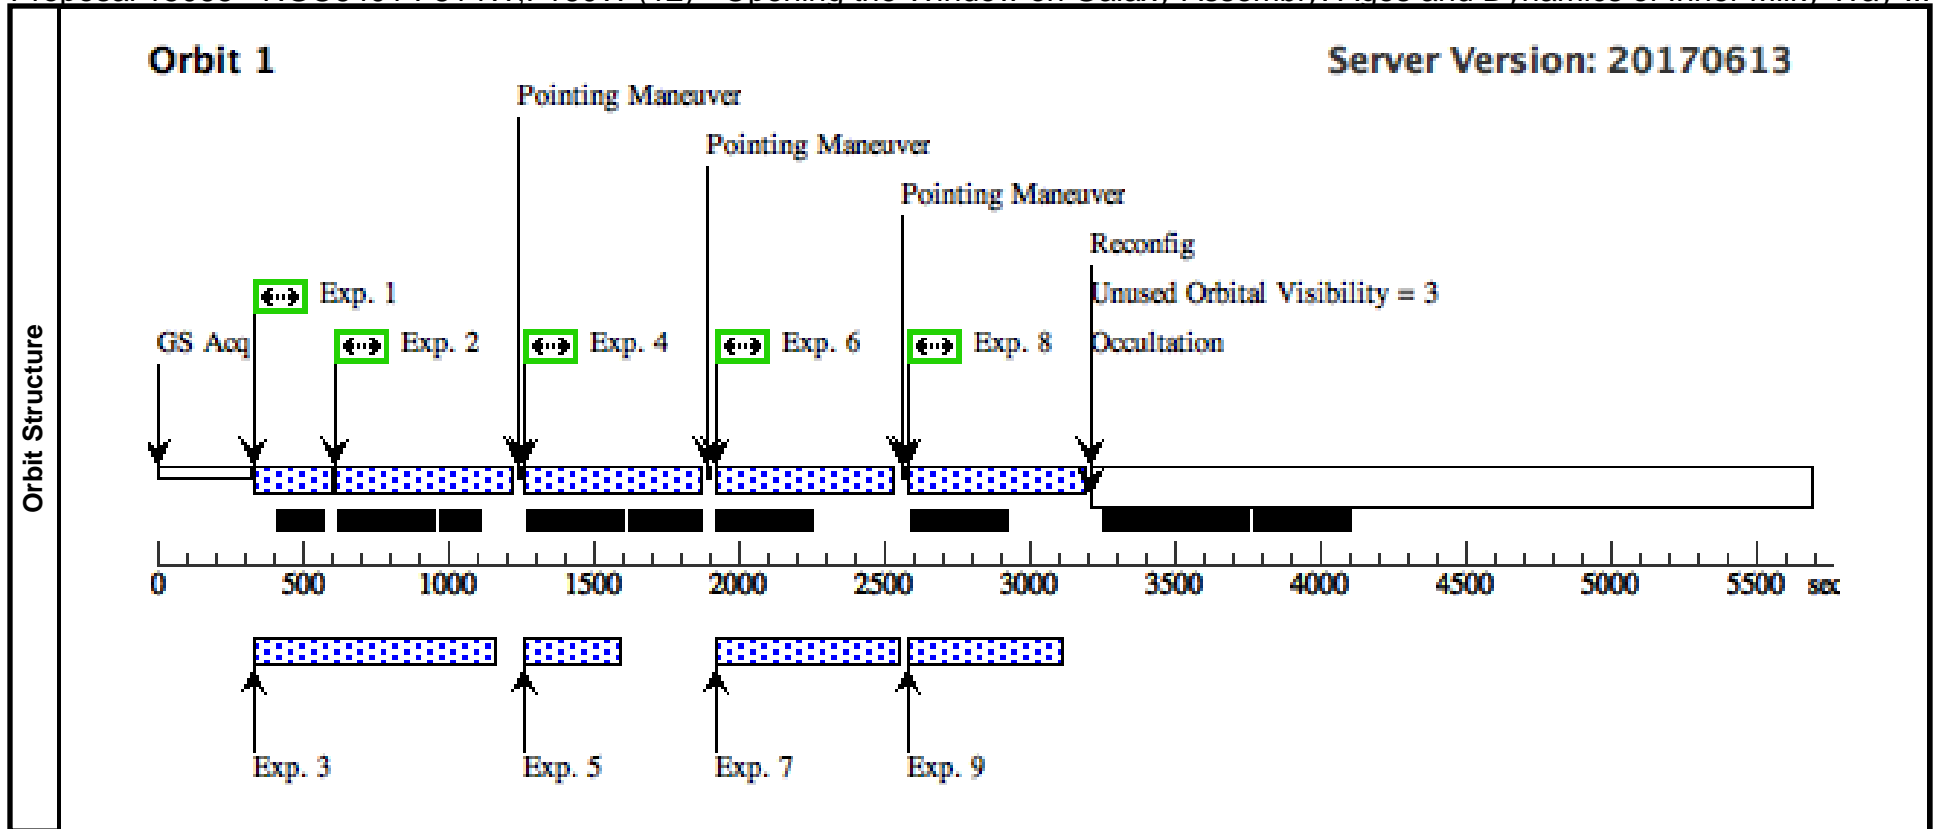 Orbit 1
Server Version: 20170613
Pointing Maneuver
Pointing Maneuver
Pointing Maneuver
Reconfig
Exp. 1
Unused Orbital Visibility = 3
GS Acq
Exp. 2
Exp. 4
Exp. 6
Exp. 8
Occultation
Orbit Structure
0 500 1000 1500 2000 2500 3000 3500 4000 4500 5000 5500 sec
Exp. 3
Exp. 5
Exp. 7
Exp. 9